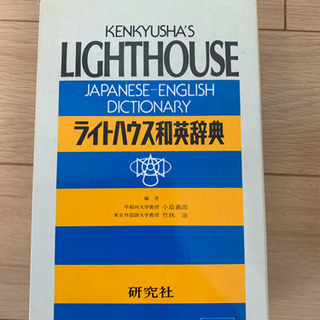 KENKYUSHA'S
LIGHTHOUSE
JAPANESE-ENGLISH
DICTIONARY
ライトハウス和英辞典
編者
早稲田大学教授 小島義郎
東京外国語大学教授 竹林 滋
研究社